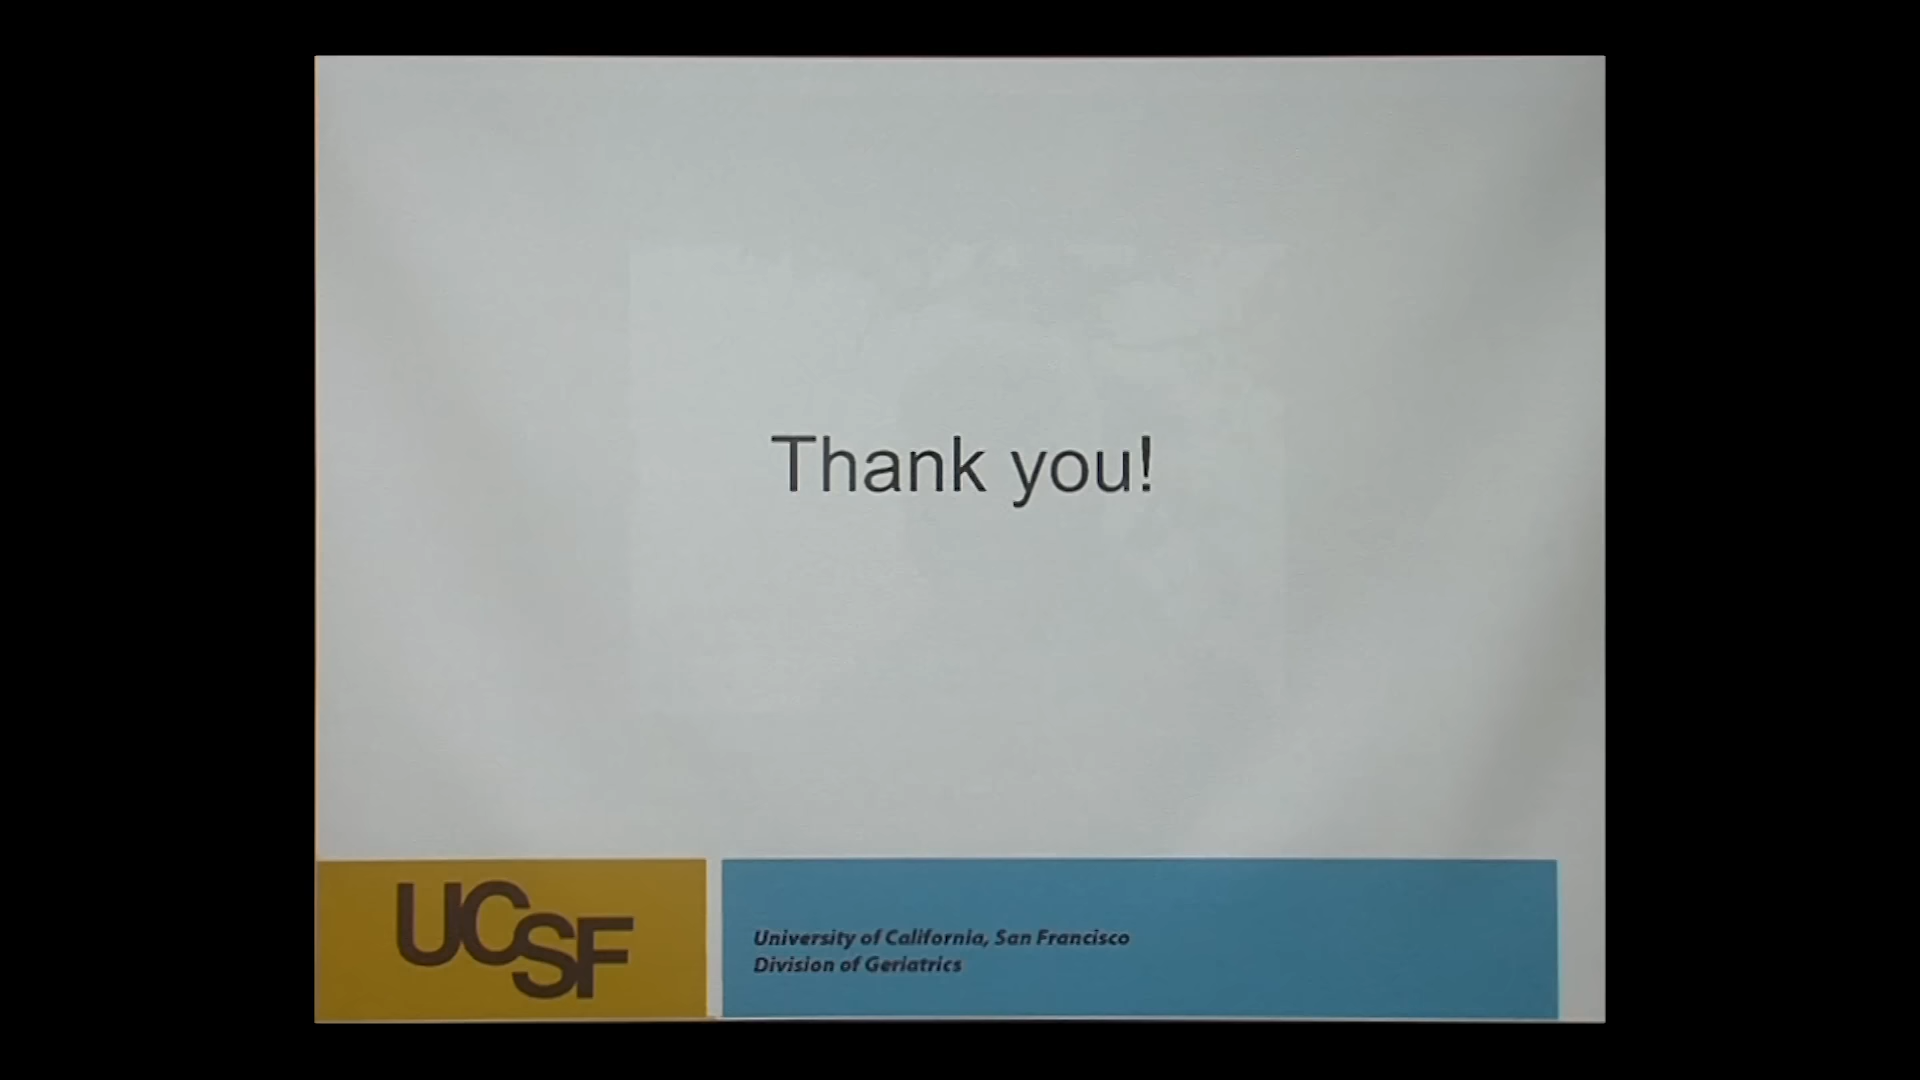 Thank you!
UCSF
University of California, San Francisco
Division of Geriatrics